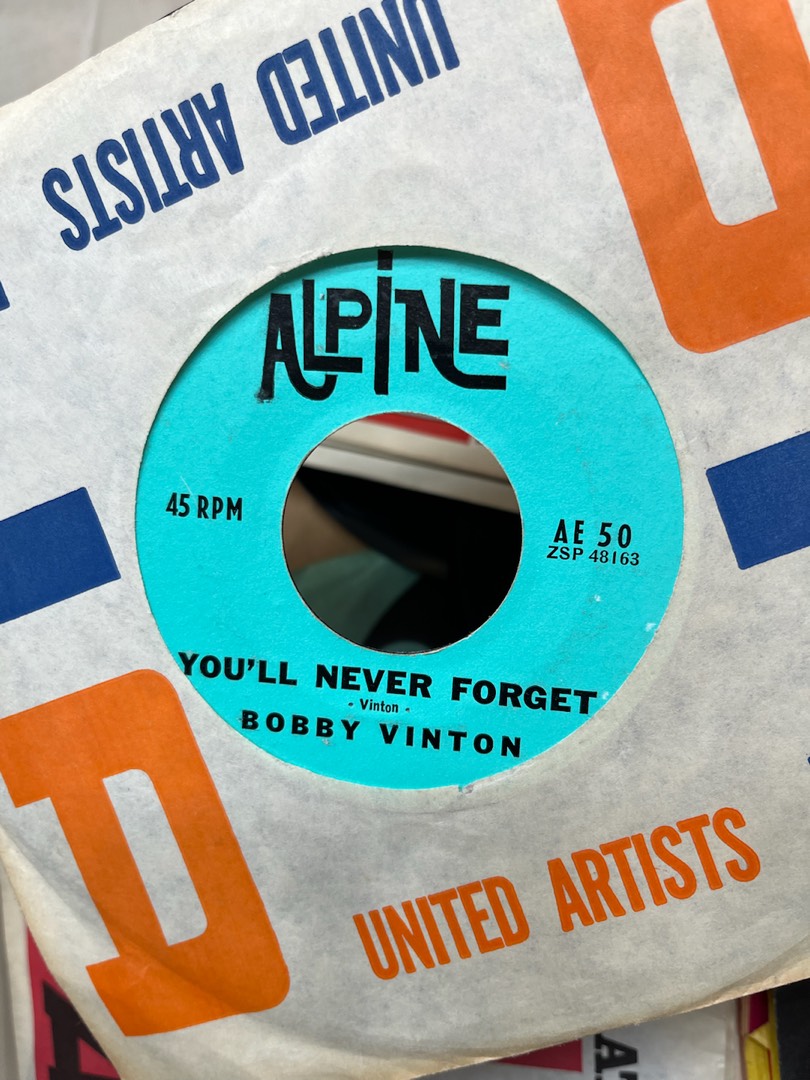 UNITED ARTISTS
ALPINE
45 RPM
AE 50
ZSP 48163
YOU'LL NEVER FORGET
- Vinton -
BOBBY VINTON
UNITED ARTISTS